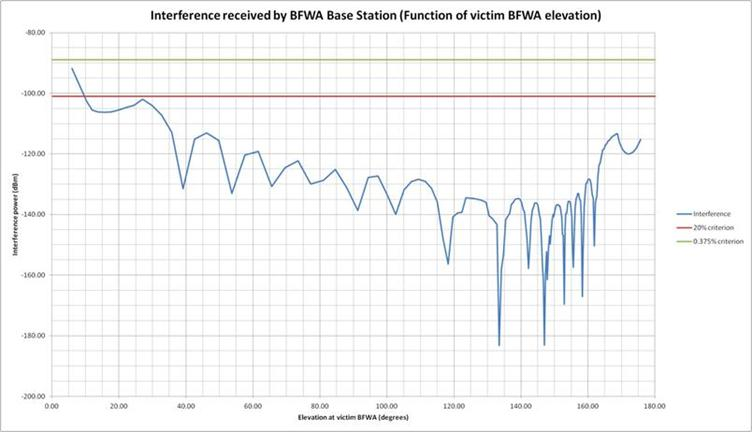 Interference received by BFWA Base Station (Function of victim BFWA elevation)
-80.00
-100.00
-120.00
-140.00
-160.00
-180.00
-200.00
Interference power (dBm)
0.00 20.00 40.00 60.00 80.00 100.00 120.00 140.00 160.00 180.00
Elevation at victim BFWA (degrees)
Interference
20% criterion
0.375% criterion